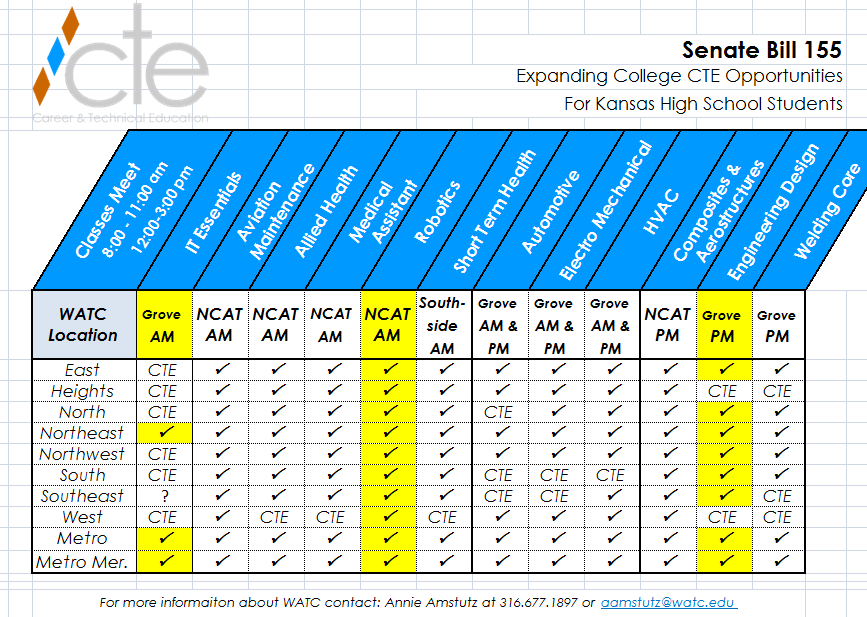 cte
Career & Technical Education
Senate Bill 155
Expanding College CTE Opportunities
For Kansas High School Students
Classes Meet
8:00 - 11:00 am
12:00-3:00 pm
IT Essentials
Aviation
Maintenance
Allied Health
Medical
Assistant
Robotics
Short Term Health
Automotive
Electro Mechanical
HVAC
Composites &
Aerostructures
Engineering Design
Welding Core
WATC
Location
Grove
AM
NCAT
AM
NCAT
AM
NCAT
AM
NCAT
AM
South-
side
AM
Grove
AM &
PM
Grove
AM &
PM
Grove
AM &
PM
NCAT
PM
Grove
PM
Grove
PM
East CTE ✓ ✓ ✓ ✓ ✓ ✓ ✓ ✓ ✓ ✓ ✓
Heights CTE ✓ ✓ ✓ ✓ ✓ ✓ ✓ ✓ ✓ CTE CTE
North CTE ✓ ✓ ✓ ✓ ✓ CTE ✓ ✓ ✓ ✓ ✓
Northeast ✓ ✓ ✓ ✓ ✓ ✓ ✓ ✓ ✓ ✓ ✓ ✓
Northwest CTE ✓ ✓ ✓ ✓ ✓ ✓ ✓ ✓ ✓ ✓ ✓
South CTE ✓ ✓ ✓ ✓ ✓ CTE CTE CTE ✓ ✓ ✓
Southeast ? ✓ ✓ ✓ ✓ ✓ CTE CTE ✓ ✓ ✓ CTE
West CTE ✓ CTE CTE ✓ CTE ✓ ✓ ✓ ✓ CTE CTE
Metro ✓ ✓ ✓ ✓ ✓ ✓ ✓ ✓ ✓ ✓ ✓ ✓
Metro Mer. ✓ ✓ ✓ ✓ ✓ ✓ ✓ ✓ ✓ ✓ ✓ ✓
For more informaiton about WATC contact: Annie Amstutz at 316.677.1897 or aamstutz@watc.edu